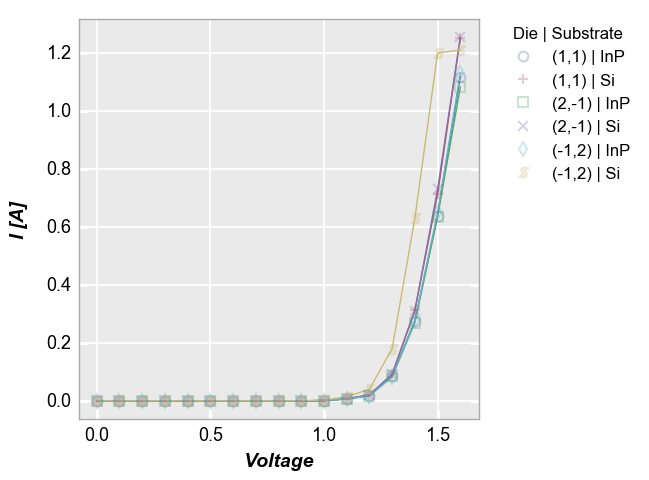 Die | Substrate
(1,1) | InP
(1,1) | Si
(2,-1) | InP
(2,-1) | Si
(-1,2) | InP
(-1,2) | Si
1.2
1.0
0.8
0.6
0.4
0.2
0.0
I [A]
0.0 0.5 1.0 1.5
Voltage